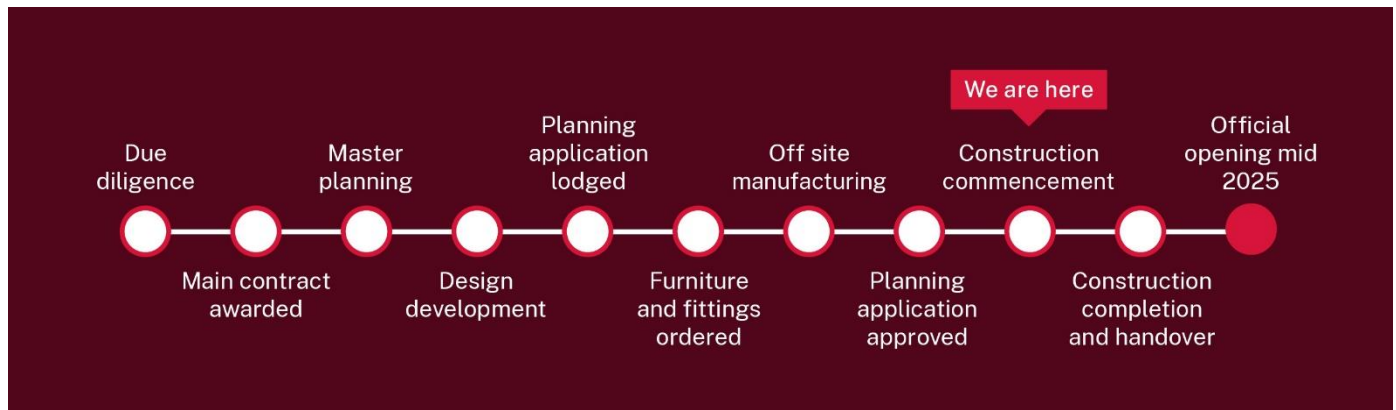 We are here
Due
diligence
Main contract
awarded
Master
planning
Design
development
Planning
application
lodged
Furniture
and fittings
ordered
Off site
manufacturing
Planning
application
approved
Construction
commencement
Construction
completion
and handover
Official
opening mid
2025